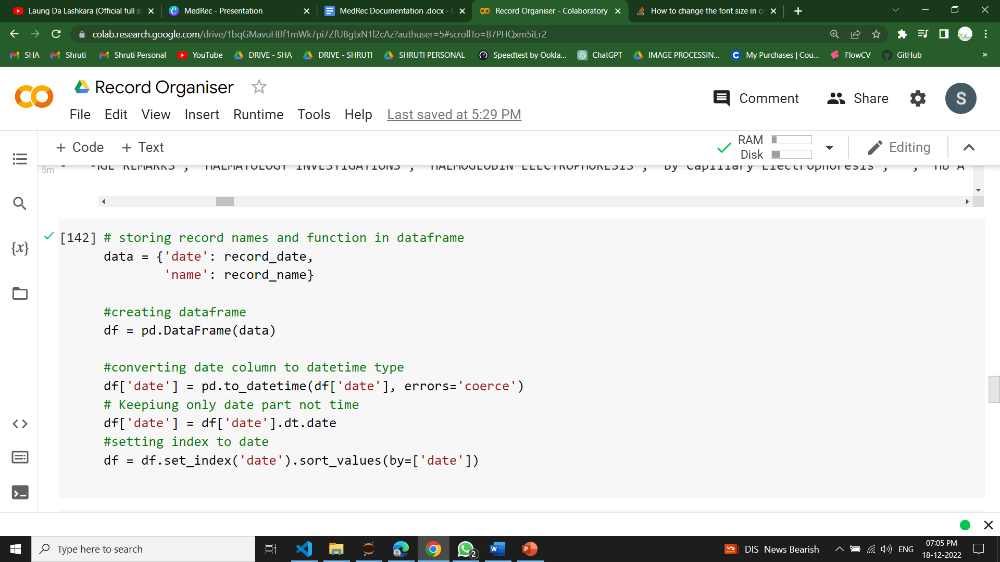 Laung Da Lashkara (Official full s
MedRec - Presentation
MedRec Documentation .docx - G
Record Organiser - Colaboratory
How to change the font size in co
colab.research.google.com/drive/1bqGMavuHBf1mWk7pi7ZfUBgtxN1l2cAz?authuser=5#scrollTo=B7PHQxm5iEr2
SHA
Shruti
Shruti Personal
YouTube
DRIVE - SHA
DRIVE - SHRUTI
SHRUTI PERSONAL
Speedtest by Ookla...
ChatGPT
IMAGE PROCESSIN...
My Purchases | Cou...
FlowCV
GitHub
»
Record Organiser
Comment
Share
S
File Edit View Insert Runtime Tools Help Last saved at 5:29 PM
+ Code + Text
RAM
Disk
Editing
5m
REMARKS', 'HAEMATOLOGY INVESTIGATIONS', 'HAEMOGLOBIN ELECTROPHORESIS', 'By Capillary Electrophoresis', ' ', 'Hb A
{x}
[142] # storing record names and function in dataframe
data = {'date': record_date,
'name': record_name}
#creating dataframe
df = pd.DataFrame(data)
#converting date column to datetime type
df['date'] = pd.to_datetime(df['date'], errors='coerce')
# Keepiung only date part not time
df['date'] = df['date'].dt.date
#setting index to date
df = df.set_index('date').sort_values(by=['date'])
Type here to search
2
DIS News Bearish
ENG
07:05 PM
18-12-2022